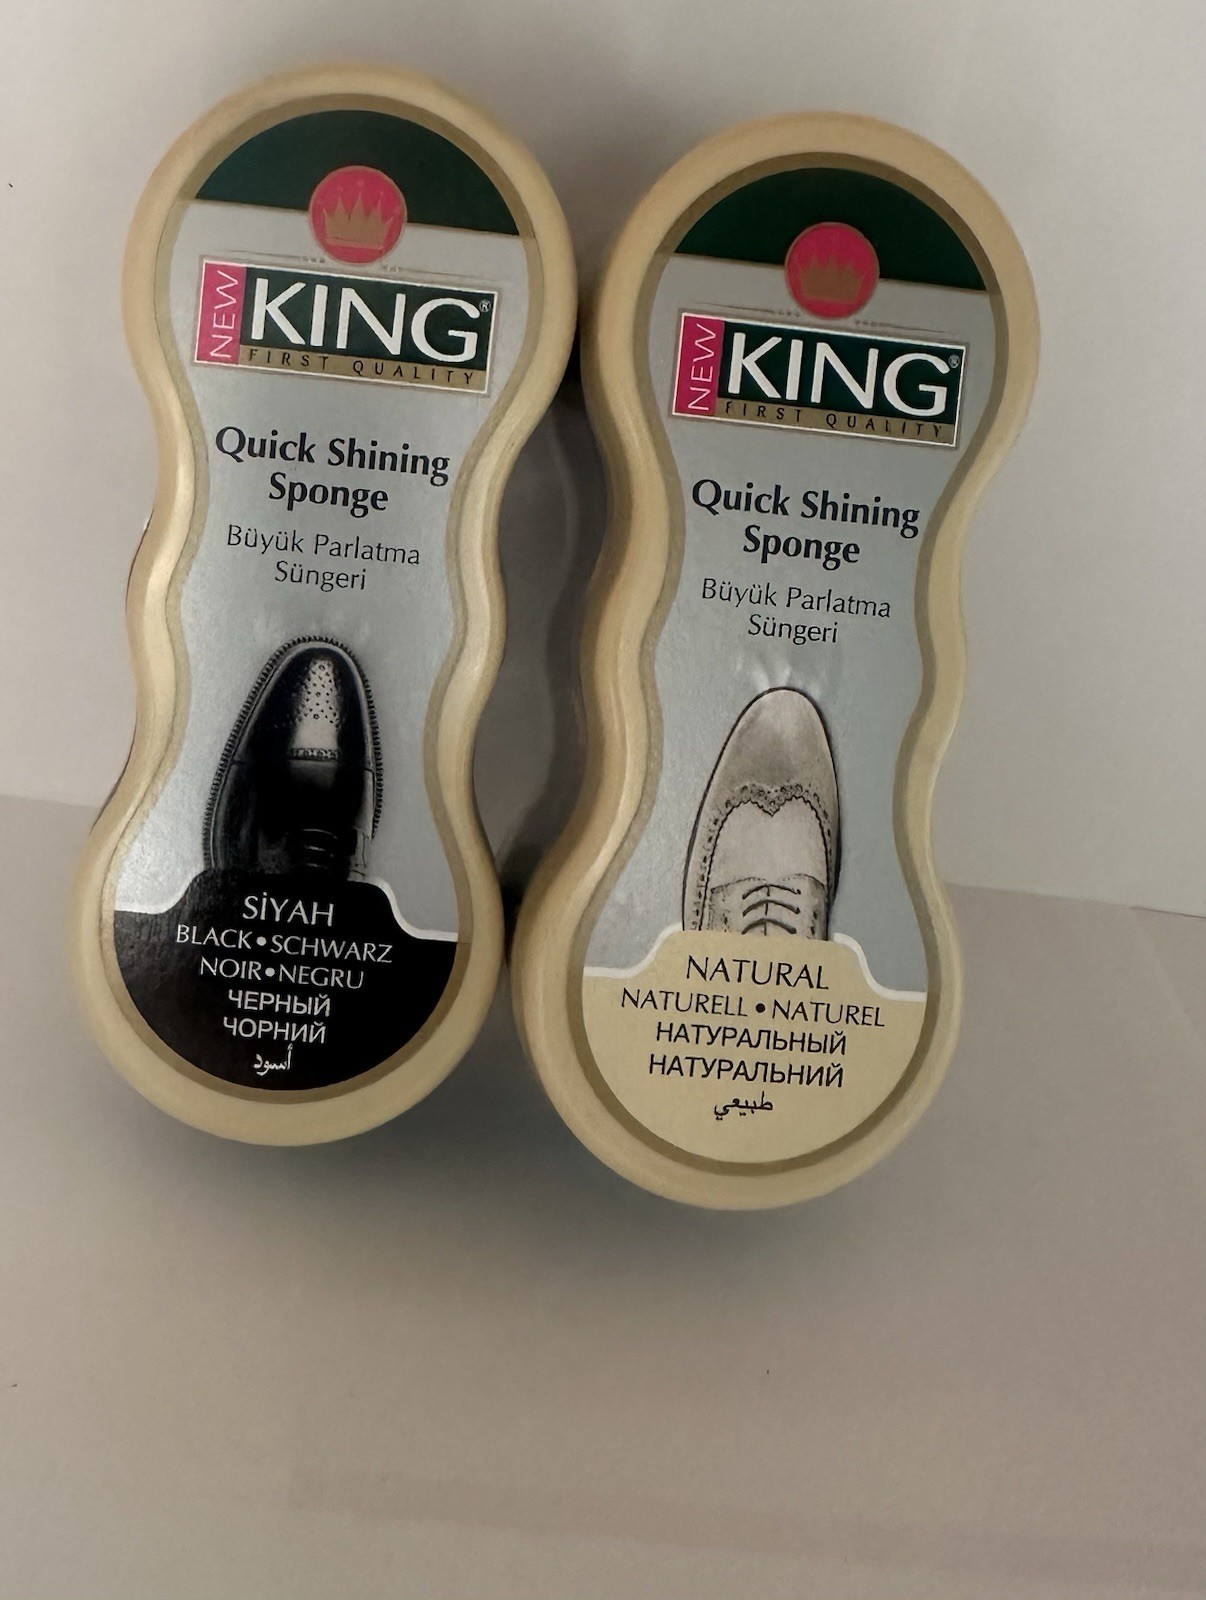 NEW
KING®
FIRST QUALITY
Quick Shining
Sponge
Büyük Parlatma
Süngeri
SİYAH
BLACK•SCHWARZ
NOIR•NEGRU
ЧЕРНЫЙ
ЧОРНИЙ
أسود
NEW
KING®
FIRST QUALITY
Quick Shining
Sponge
Büyük Parlatma
Süngeri
NATURAL
NATURELL•NATUREL
НАТУРАЛЬНЫЙ
НАТУРАЛЬНИЙ
طبيعي